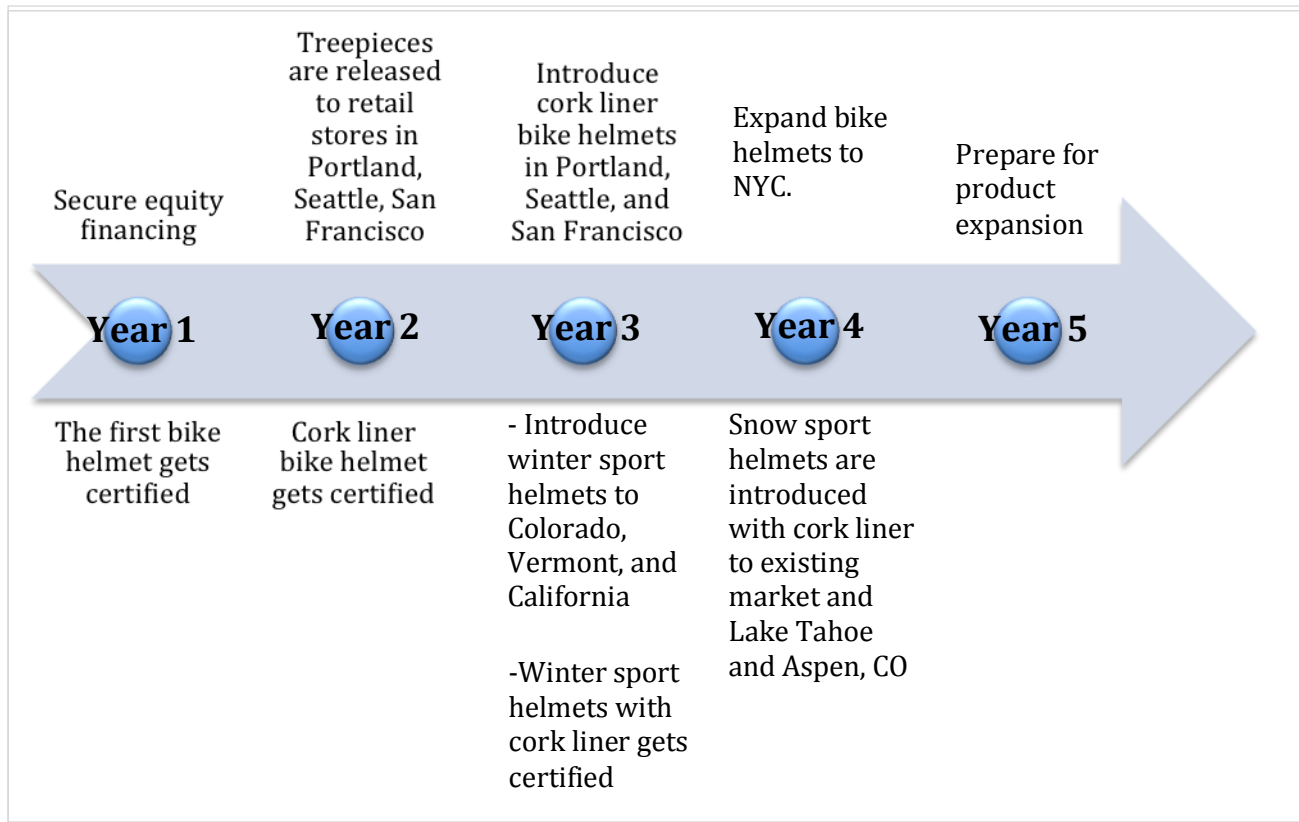 Treepieces
are released
to retail
stores in
Portland,
Seattle, San
Francisco
Introduce
cork liner
bike helmets
in Portland,
Seattle, and
San Francisco
Expand bike
helmets to
NYC.
Prepare for
product
expansion
Secure equity
financing
Year 1
Year 2
Year 3
Year 4
Year 5
The first bike
helmet gets
certified
Cork liner
bike helmet
gets certified
- Introduce
winter sport
helmets to
Colorado,
Vermont, and
California
-Winter sport
helmets with
cork liner gets
certified
Snow sport
helmets are
introduced
with cork liner
to existing
market and
Lake Tahoe
and Aspen, CO